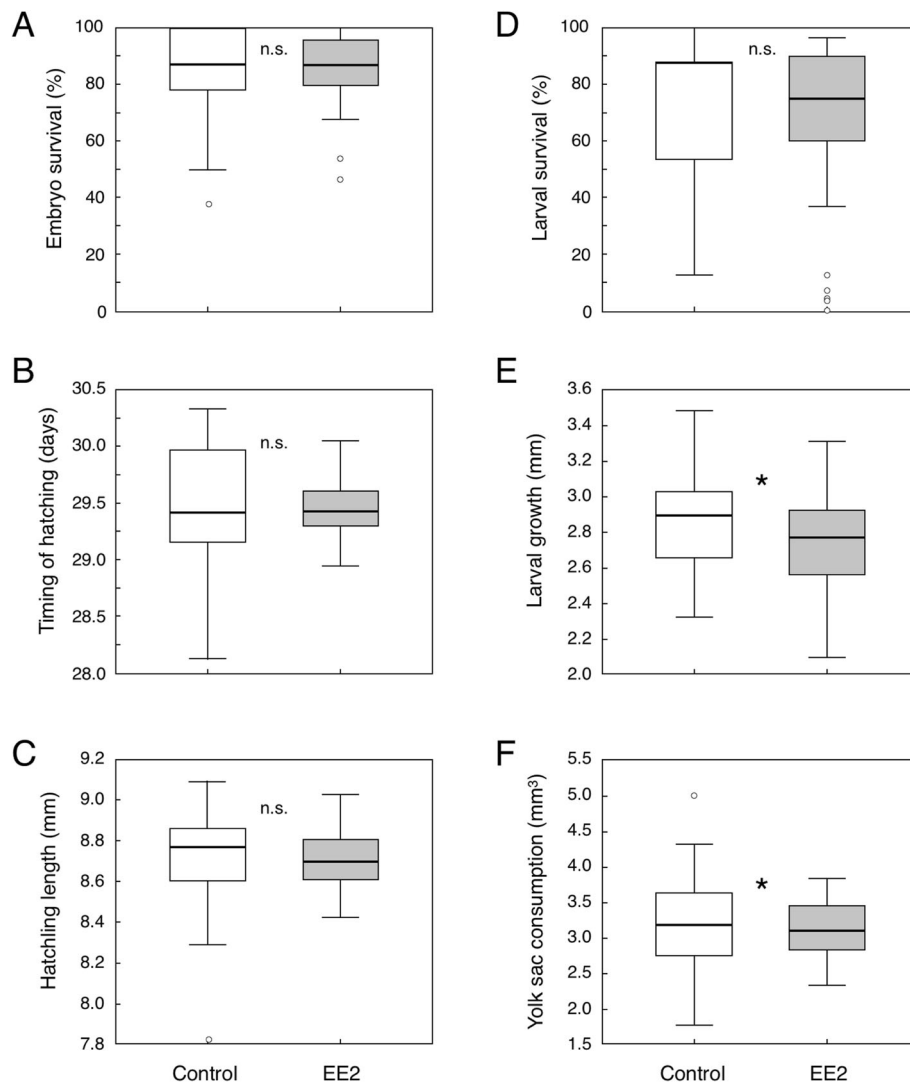 A
Embryo survival (%)
100
80
60
40
20
0
n.s.
D
Larval survival (%)
100
80
60
40
20
0
n.s.
B
Timing of hatching (days)
30.5
30.0
29.5
29.0
28.5
28.0
n.s.
E
Larval growth (mm)
3.6
3.4
3.2
3.0
2.8
2.6
2.4
2.2
2.0
*
C
Hatchling length (mm)
9.2
9.0
8.8
8.6
8.4
8.2
8.0
7.8
n.s.
Control EE2
F
Yolk sac consumption (mm³)
5.5
5.0
4.5
4.0
3.5
3.0
2.5
2.0
1.5
*
Control EE2